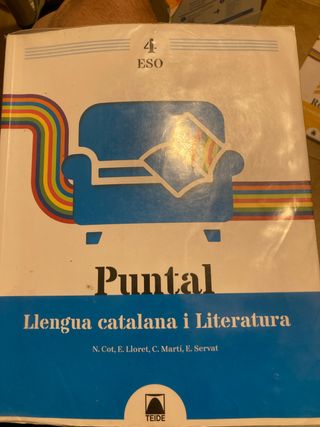 4
ESO
Puntal
Llengua catalana i Literatura
N. Cot, E. Lloret, C. Martí, E. Servat
TEIDE